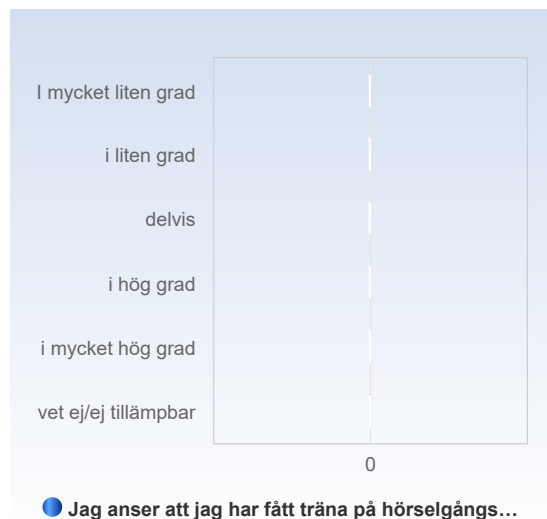 I mycket liten grad
i liten grad
delvis
i hög grad
i mycket hög grad
vet ej/ej tillämpbar
0
Jag anser att jag har fått träna på hörselgångs…